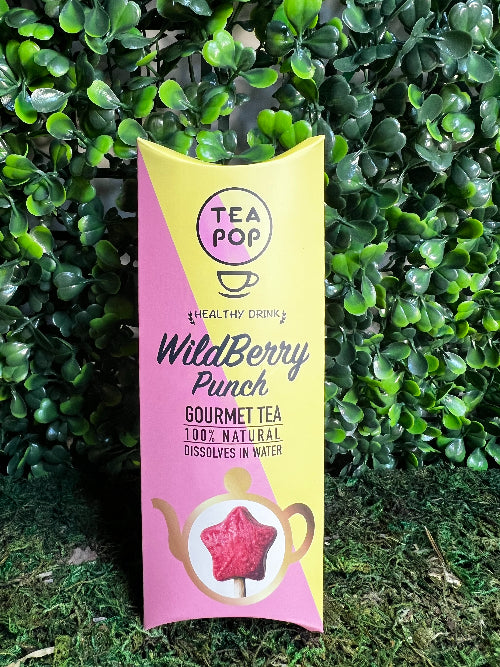 TEA
POP
HEALTHY DRINK
WildBerry
Punch
GOURMET TEA
100% NATURAL
DISSOLVES IN WATER